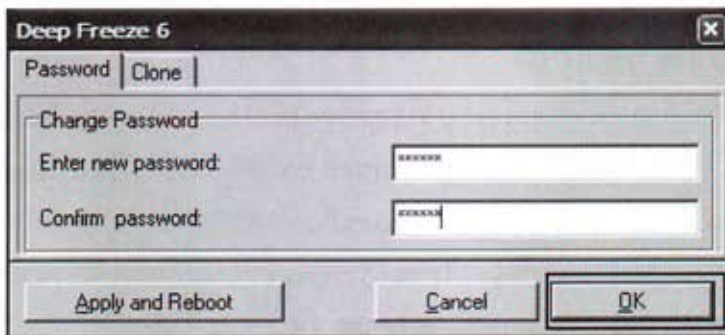 Deep Freeze 6
Password
Clone
Change Password
Enter new password:
××××××
Confirm password:
××××××
Apply and Reboot
Cancel
OK